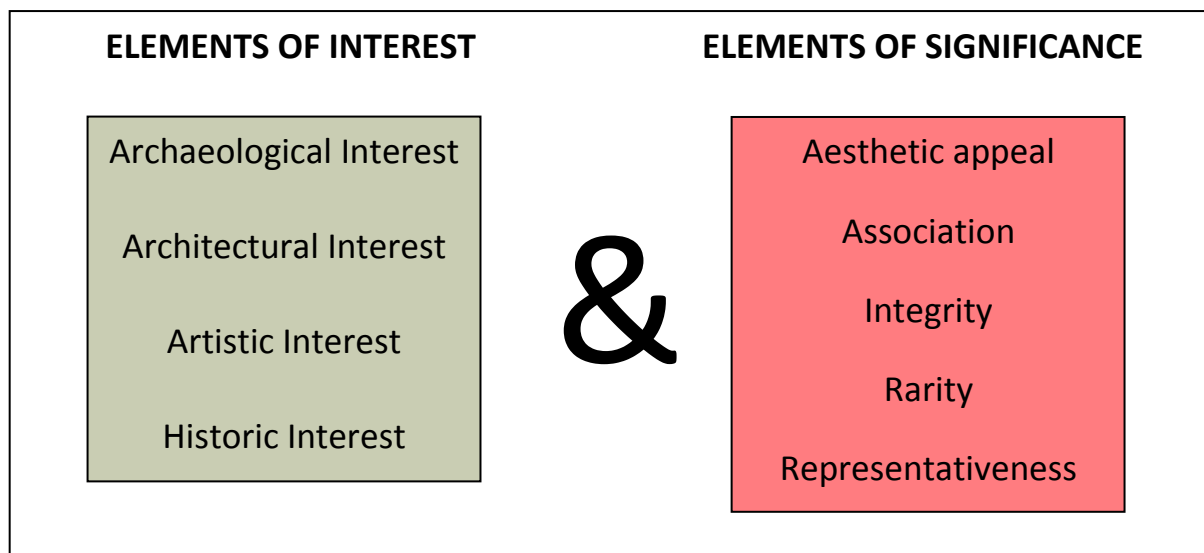 ELEMENTS OF INTEREST
Archaeological Interest
Architectural Interest
Artistic Interest
Historic Interest
&
ELEMENTS OF SIGNIFICANCE
Aesthetic appeal
Association
Integrity
Rarity
Representativeness